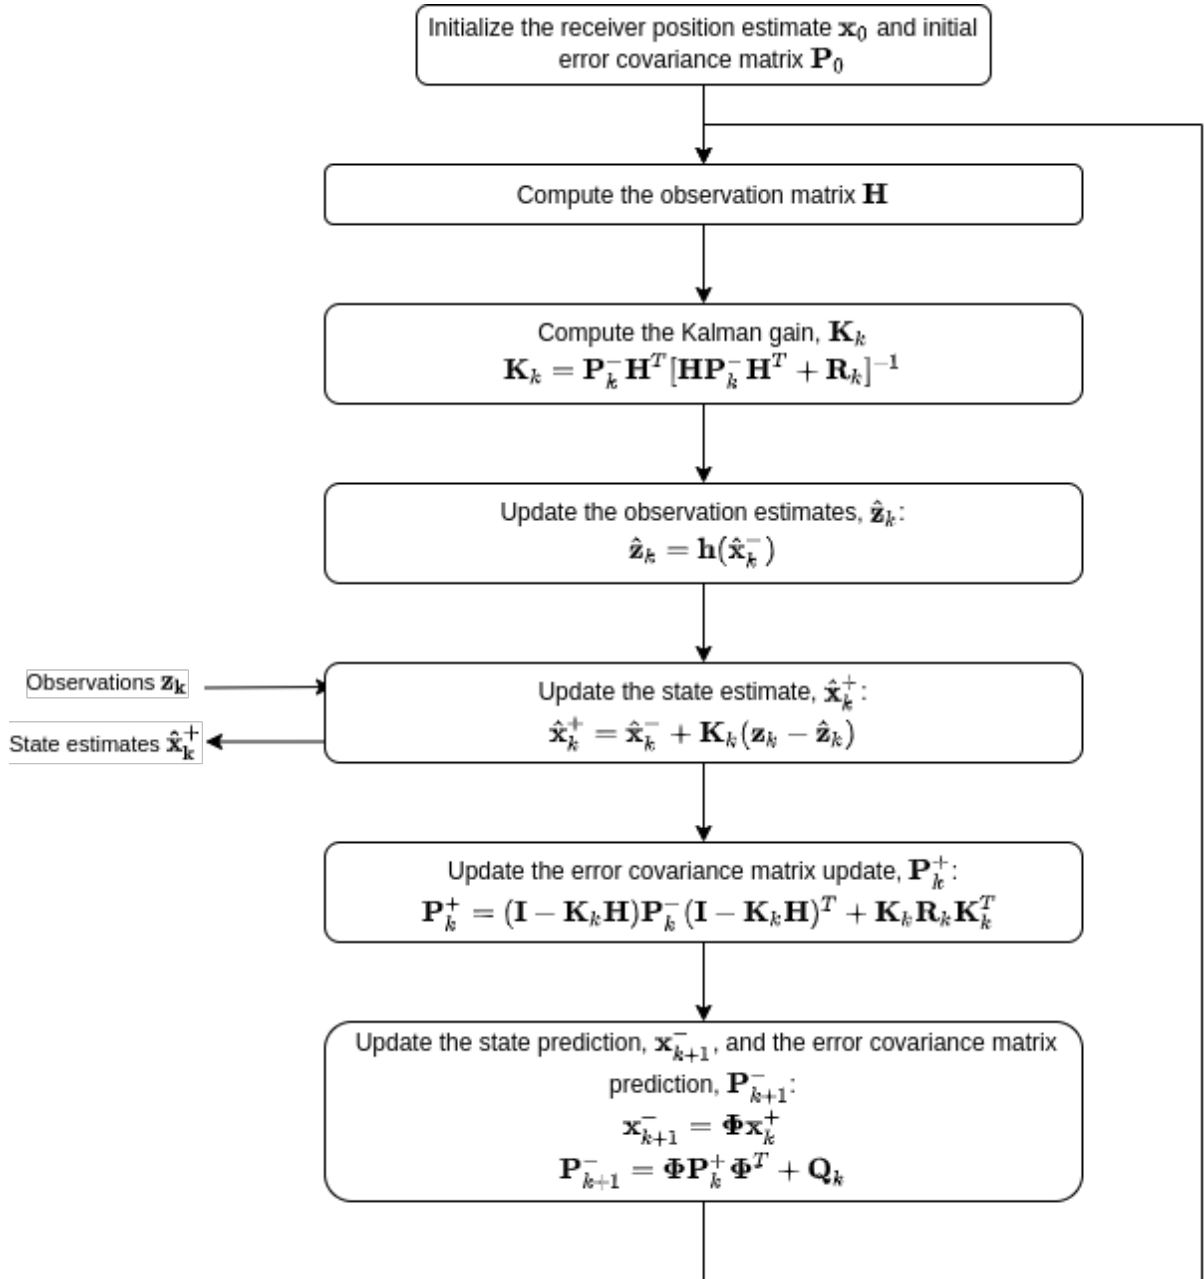 Initialize the receiver position estimate x₀ and initial
error covariance matrix P₀
Compute the observation matrix H
Compute the Kalman gain, Kₖ
Kₖ = Pₖ⁻Hᵀ[HPₖ⁻Hᵀ + Rₖ]⁻¹
Update the observation estimates, ẑₖ:
ẑₖ = h(x̂ₖ⁻)
Observations zₖ
State estimates x̂ₖ⁺
Update the state estimate, x̂ₖ⁺:
x̂ₖ⁺ = x̂ₖ⁻ + Kₖ(zₖ − ẑₖ)
Update the error covariance matrix update, Pₖ⁺:
Pₖ⁺ = (I − KₖH)Pₖ⁻(I − KₖH)ᵀ + KₖRₖKₖᵀ
Update the state prediction, xₖ₊₁⁻, and the error covariance matrix
prediction, Pₖ₊₁⁻:
xₖ₊₁⁻ = Φxₖ⁺
Pₖ₊₁⁻ = ΦPₖ⁺Φᵀ + Qₖ